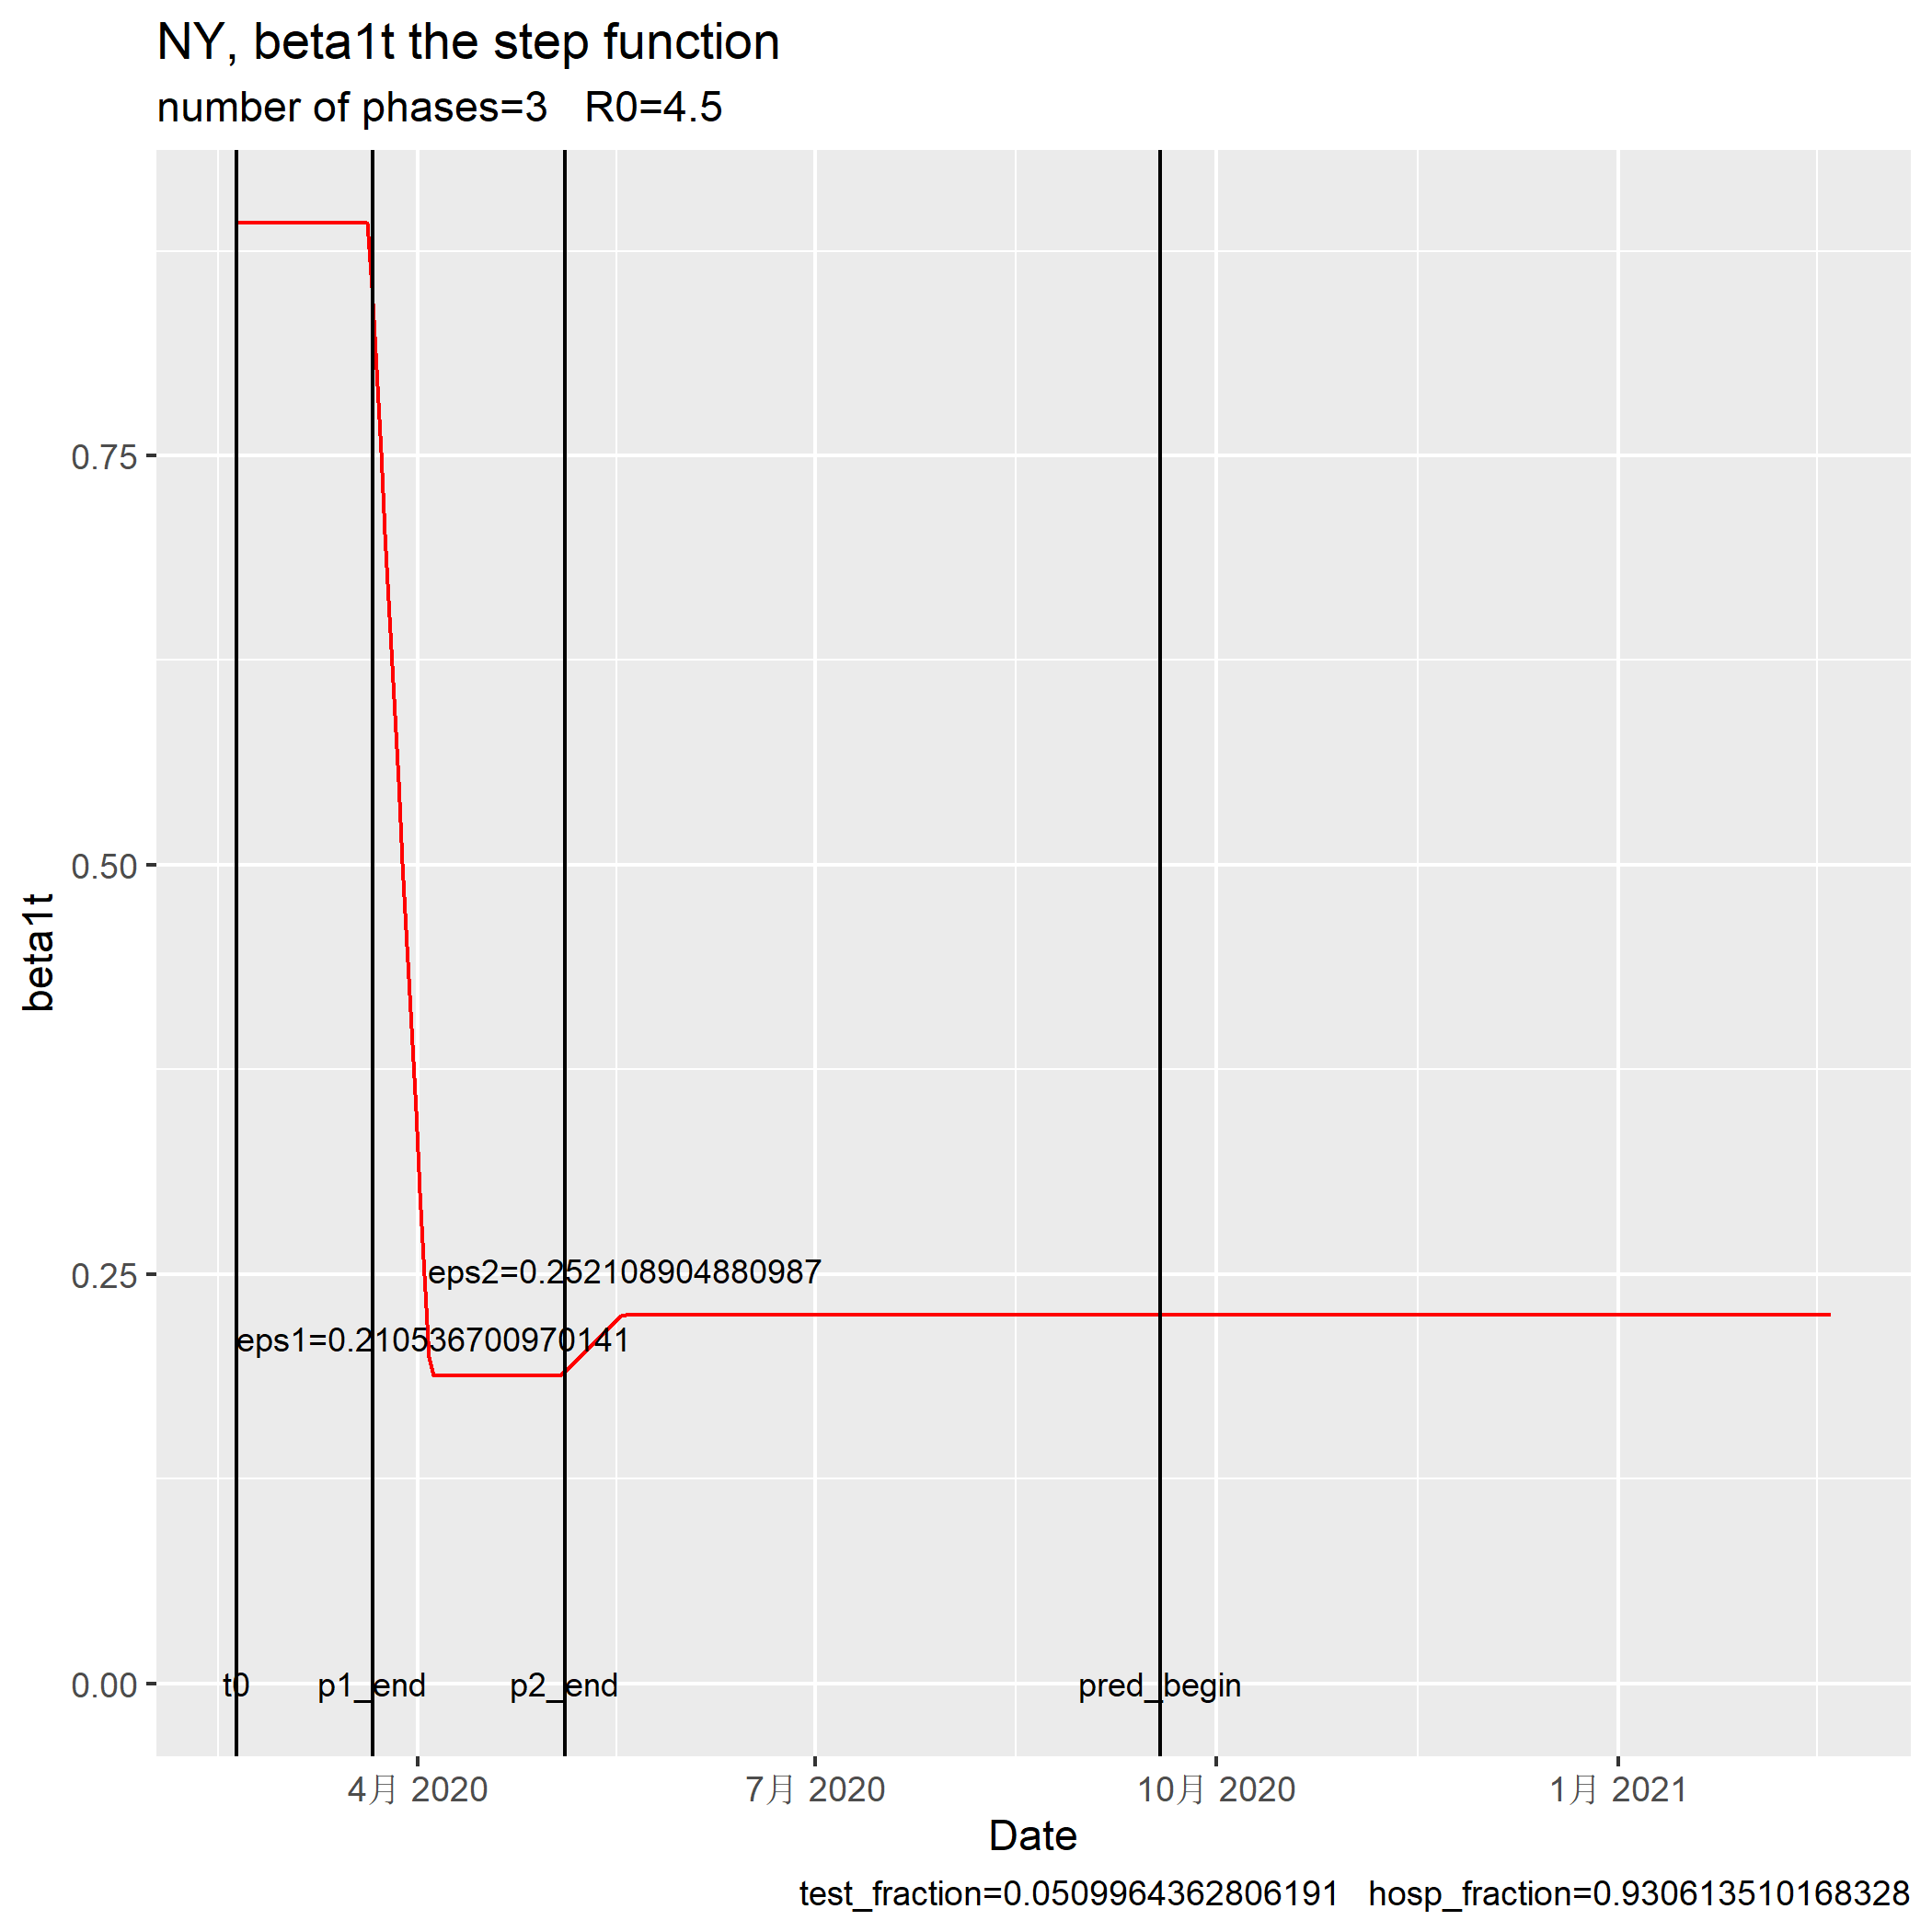 NY, beta1t the step function
number of phases=3   R0=4.5
0.75
0.50
0.25
0.00
beta1t
eps2=0.252108904880987
eps1=0.210536700970141
t0 p1_end p2_end pred_begin
4月 2020 7月 2020 10月 2020 1月 2021
Date
test_fraction=0.0509964362806191   hosp_fraction=0.930613510168328